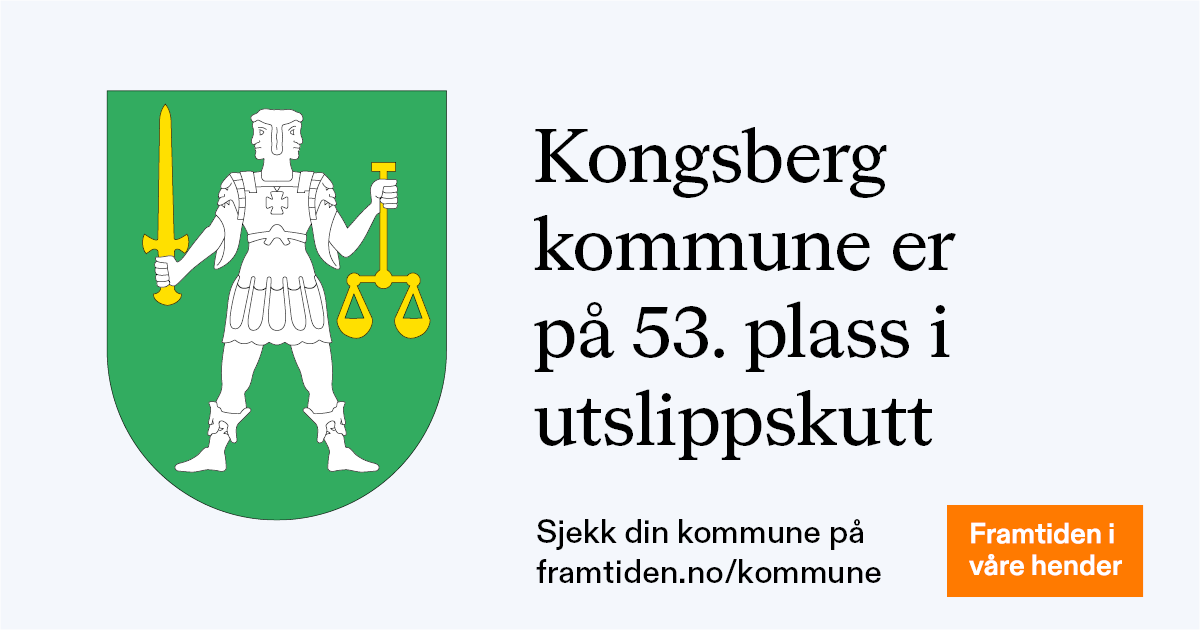 Kongsberg
kommune er
på 53. plass i
utslippskutt
Sjekk din kommune på
framtiden.no/kommune
Framtiden i
våre hender